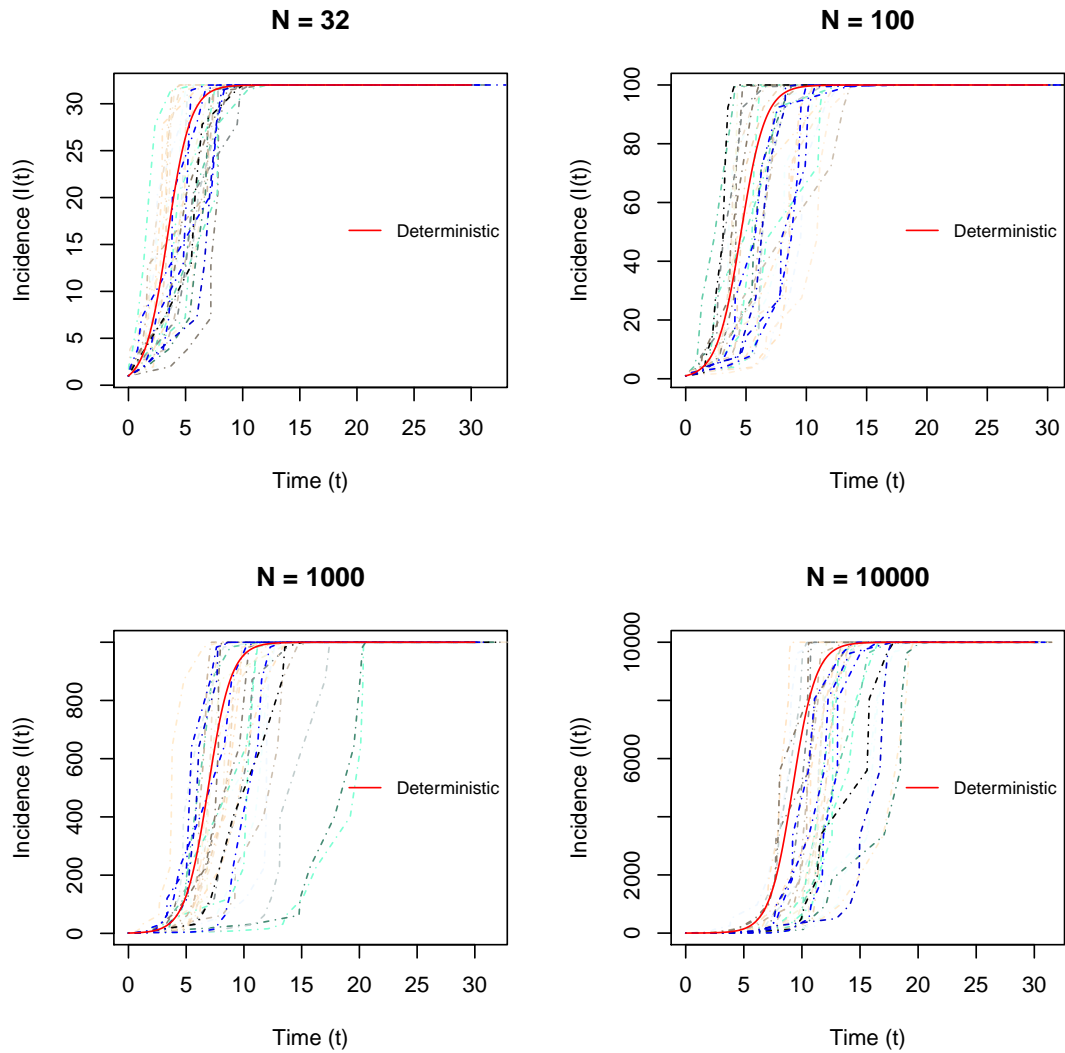 N = 32
Incidence (I(t))
0 5 10 15 20 25 30
Deterministic
0 5 10 15 20 25 30
Time (t)
N = 100
Incidence (I(t))
0 20 40 60 80 100
Deterministic
0 5 10 15 20 25 30
Time (t)
N = 1000
Incidence (I(t))
0 200 400 600 800
Deterministic
0 5 10 15 20 25 30
Time (t)
N = 10000
Incidence (I(t))
0 2000 6000 10000
Deterministic
0 5 10 15 20 25 30
Time (t)